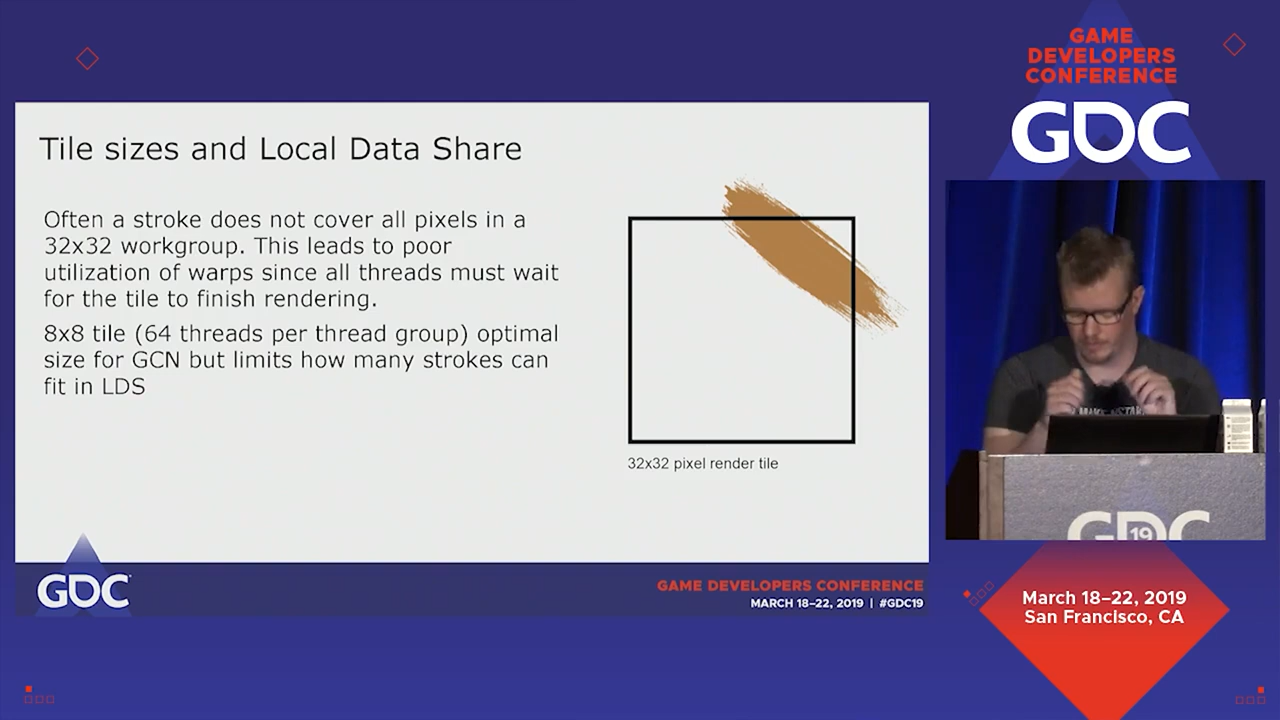 GAME
DEVELOPERS
CONFERENCE
GDC
Tile sizes and Local Data Share
Often a stroke does not cover all pixels in a
32x32 workgroup. This leads to poor
utilization of warps since all threads must wait
for the tile to finish rendering.
8x8 tile (64 threads per thread group) optimal
size for GCN but limits how many strokes can
fit in LDS
32x32 pixel render tile
GDC
GAME DEVELOPERS CONFERENCE
MARCH 18–22, 2019 | #GDC19
GDC
19
March 18–22, 2019
San Francisco, CA